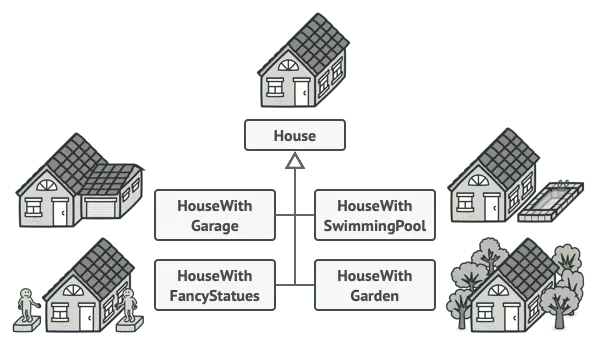 House
HouseWith
Garage
HouseWith
SwimmingPool
HouseWith
FancyStatues
HouseWith
Garden